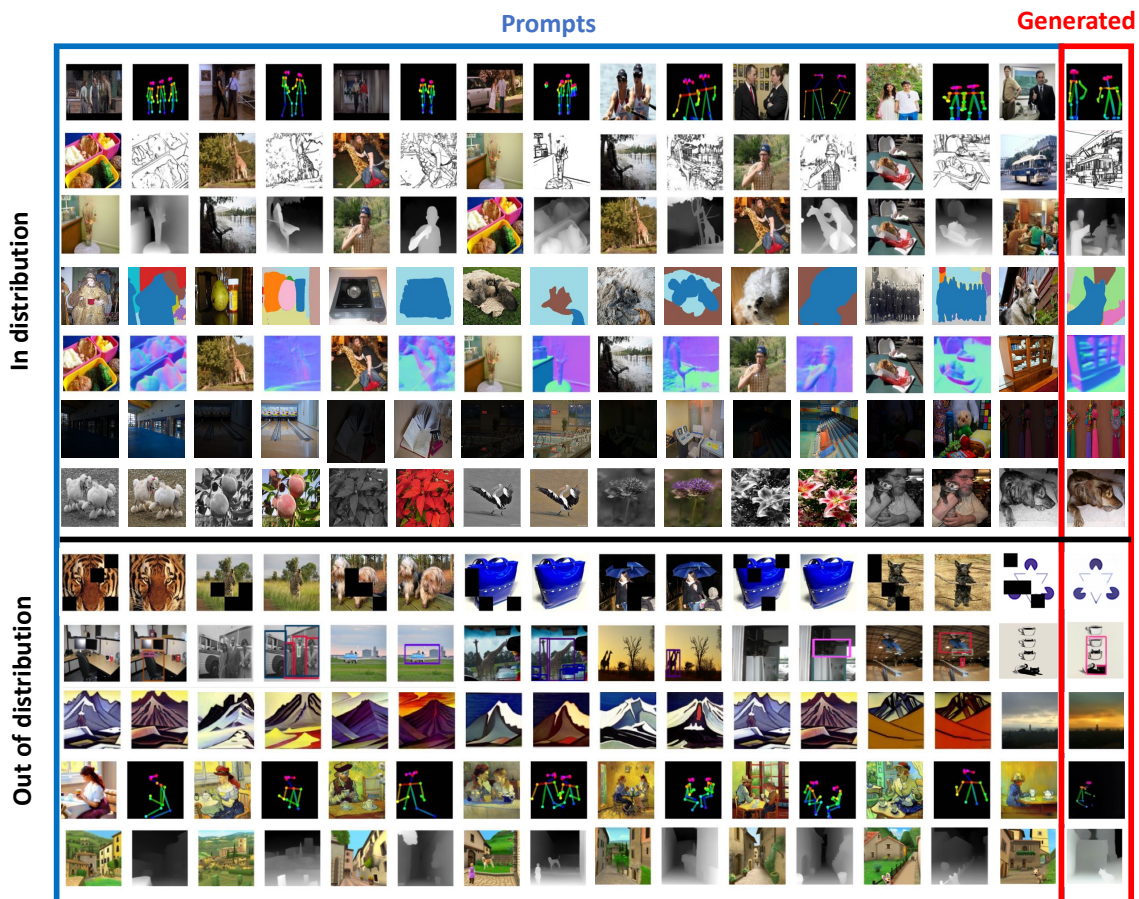 Prompts
Generated
In distribution
Out of distribution